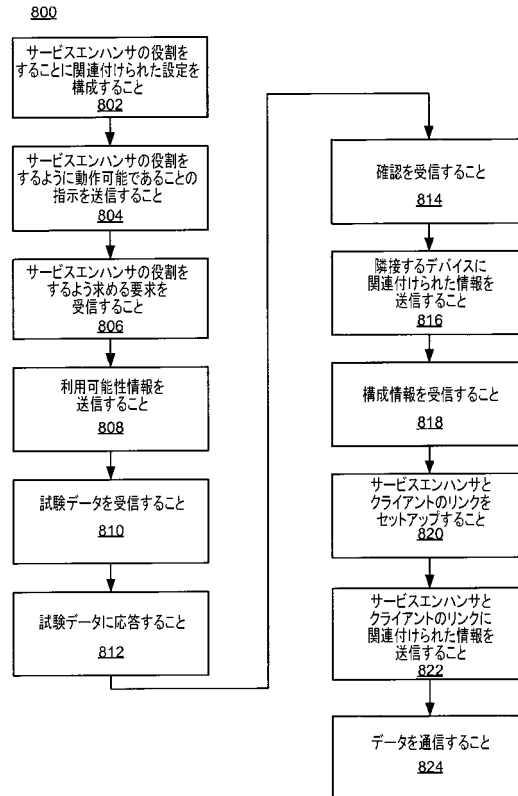 800
サービスエンハンサの役割を
することに関連付けられた設定を
構成すること
802
サービスエンハンサの役割を
するように動作可能であることの
指示を送信すること
804
サービスエンハンサの役割を
するよう求める要求を
受信すること
806
利用可能性情報を
送信すること
808
試験データを受信すること
810
試験データに応答すること
812
確認を受信すること
814
隣接するデバイスに
関連付けられた情報を
送信すること
816
構成情報を受信すること
818
サービスエンハンサと
クライアントのリンクを
セットアップすること
820
サービスエンハンサと
クライアントのリンクに
関連付けられた情報を
送信すること
822
データを通信すること
824